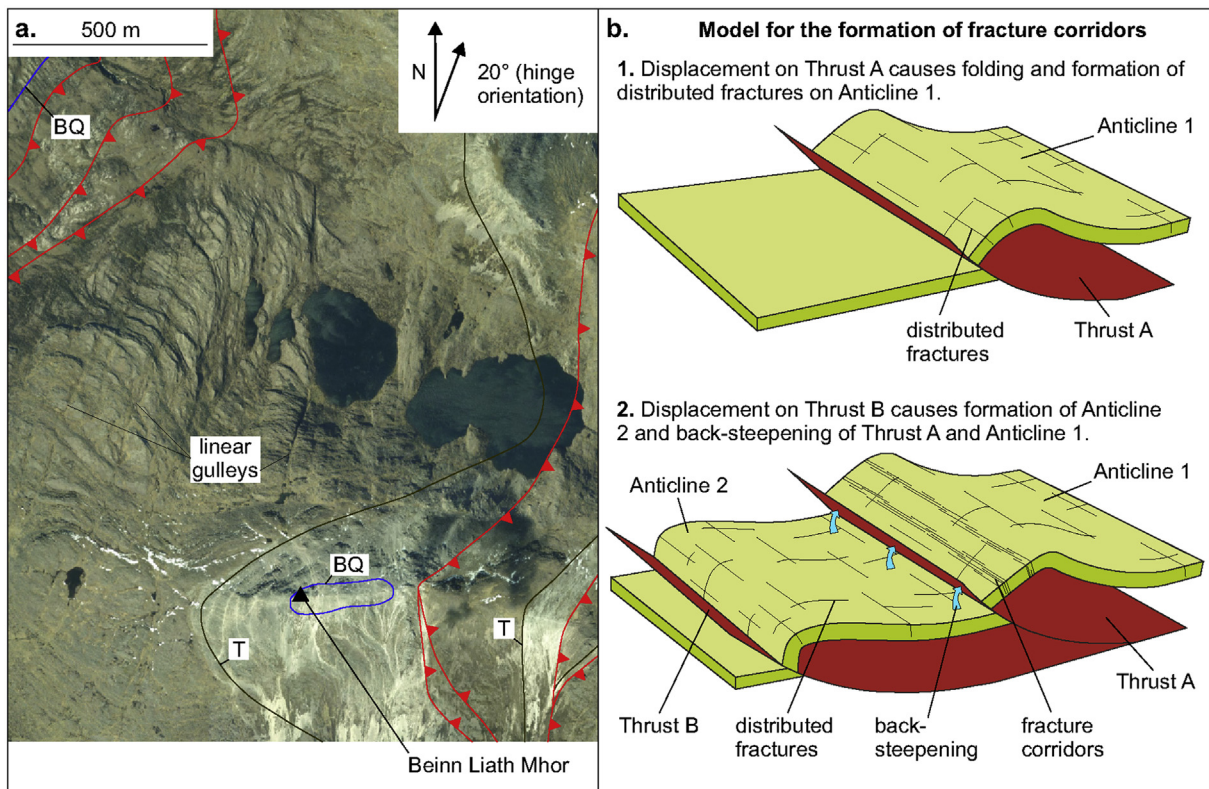 a.
500 m
N
20° (hinge
orientation)
BQ
linear
gulleys
BQ
T
T
Beinn Liath Mhor
b.
Model for the formation of fracture corridors
1. Displacement on Thrust A causes folding and formation of
distributed fractures on Anticline 1.
Anticline 1
distributed
fractures
Thrust A
2. Displacement on Thrust B causes formation of Anticline
2 and back-steepening of Thrust A and Anticline 1.
Anticline 2
Anticline 1
Thrust A
Thrust B
distributed
fractures
back-
steepening
fracture
corridors